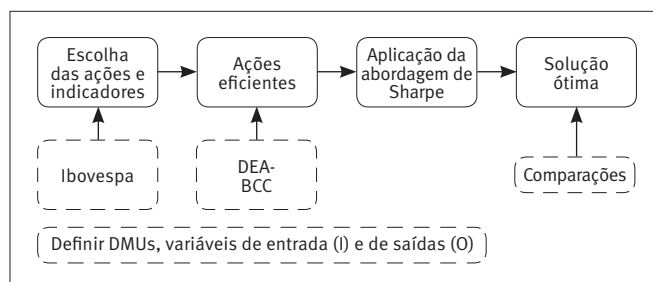 Escolha
das ações e
indicadores
Ações
eficientes
Aplicação da
abordagem de
Sharpe
Solução
ótima
Ibovespa
DEA-
BCC
Comparações
Definir DMUs, variáveis de entrada (I) e de saídas (O)